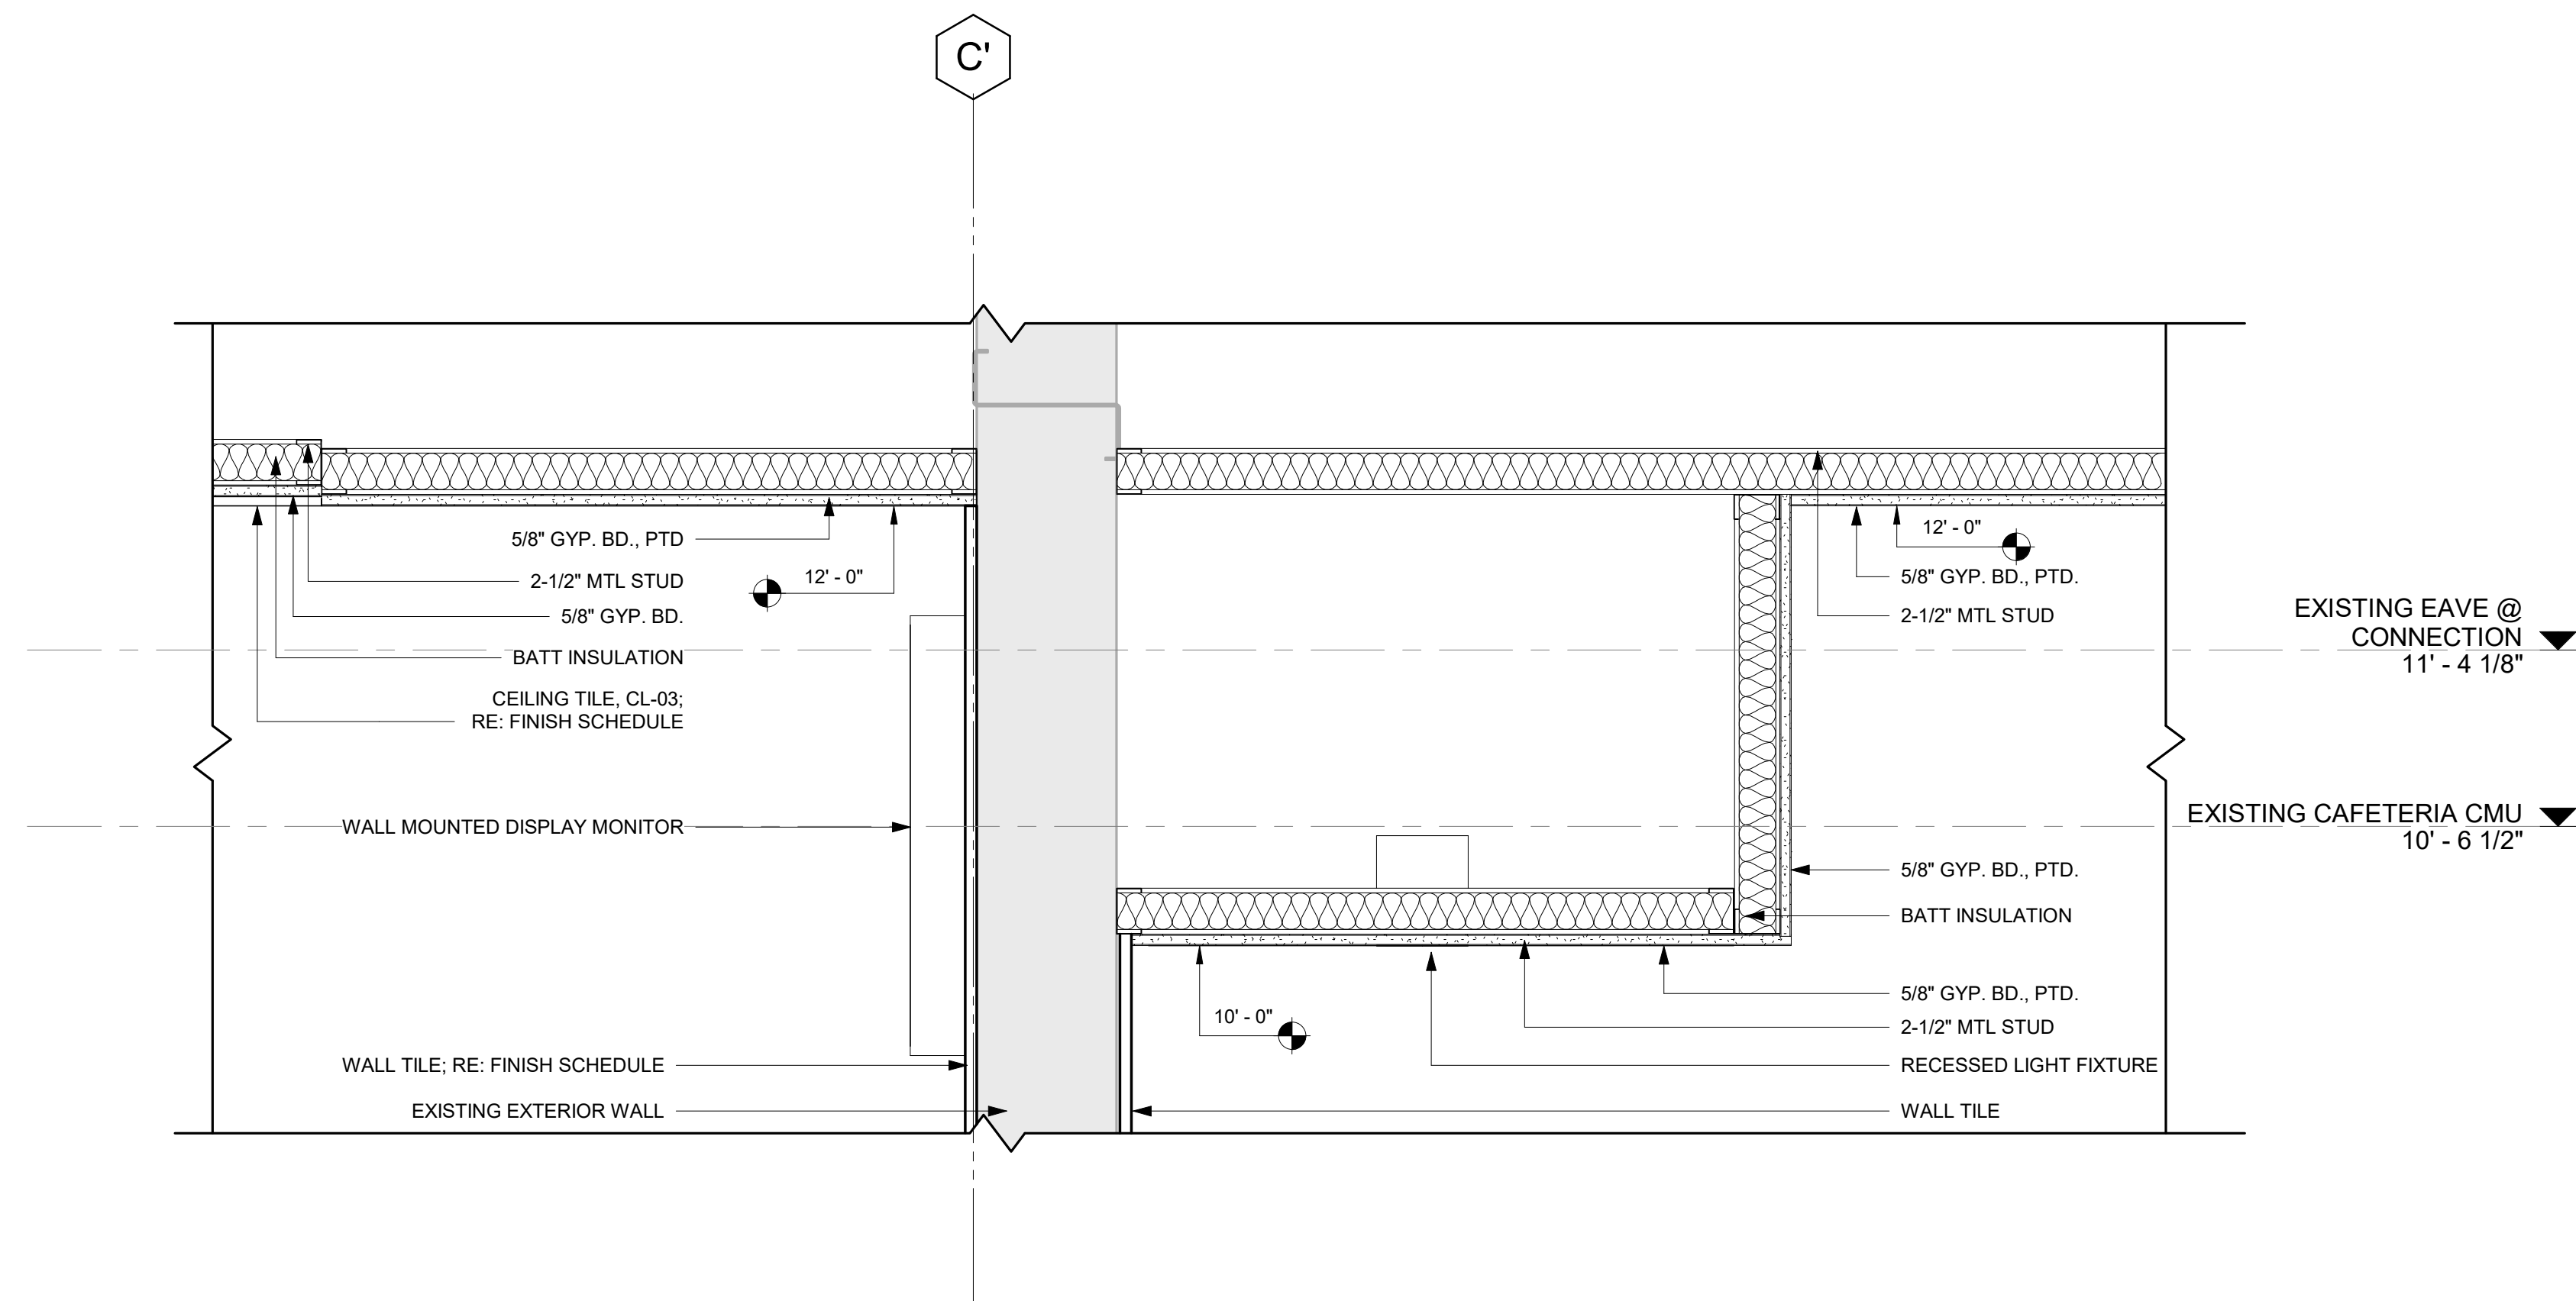 C'
5/8" GYP. BD., PTD
2-1/2" MTL STUD
12' - 0"
5/8" GYP. BD.
BATT INSULATION
CEILING TILE, CL-03;
RE: FINISH SCHEDULE
WALL MOUNTED DISPLAY MONITOR
WALL TILE; RE: FINISH SCHEDULE
EXISTING EXTERIOR WALL
12' - 0"
5/8" GYP. BD., PTD.
2-1/2" MTL STUD
5/8" GYP. BD., PTD.
BATT INSULATION
5/8" GYP. BD., PTD.
10' - 0"
2-1/2" MTL STUD
RECESSED LIGHT FIXTURE
WALL TILE
EXISTING EAVE @
CONNECTION
11' - 4 1/8"
EXISTING CAFETERIA CMU
10' - 6 1/2"